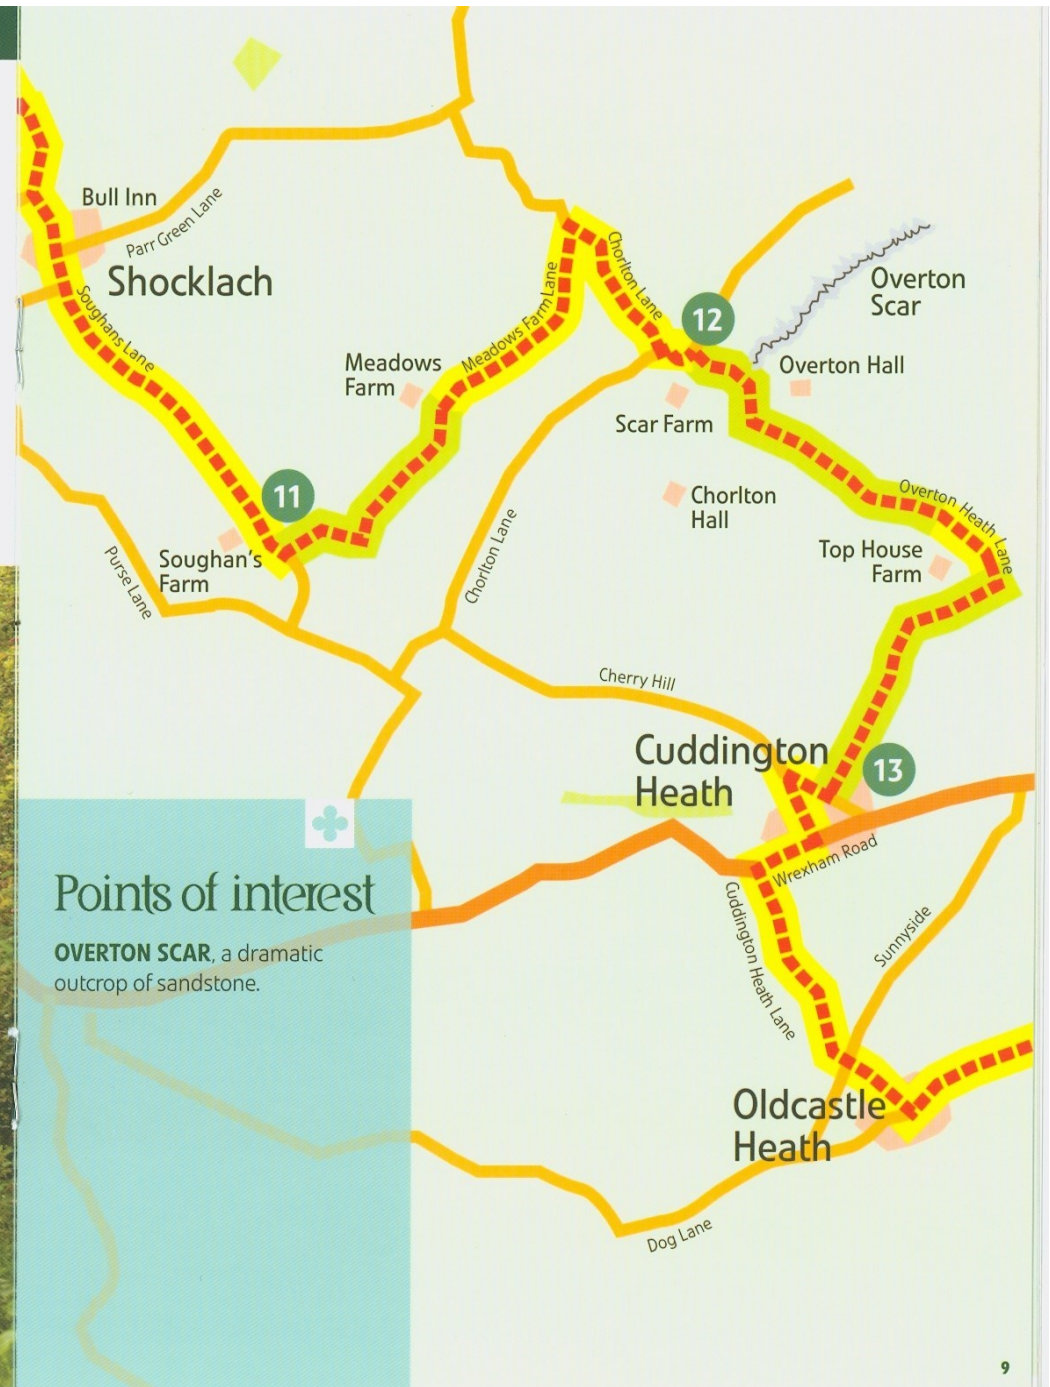 Bull Inn
Parr Green Lane
Shocklach
Soughans Lane
Chorlton Lane
12
Overton
Scar
Meadows Farm Lane
Meadows
Farm
Overton Hall
Scar Farm
11
Chorlton
Hall
Overton Heath Lane
Soughan's
Farm
Purse Lane
Chorlton Lane
Top House
Farm
Cherry Hill
Cuddington
Heath
13
Wrexham Road
Cuddington Heath Lane
Sunnyside
Points of interest
OVERTON SCAR, a dramatic
outcrop of sandstone.
Oldcastle
Heath
Dog Lane
9